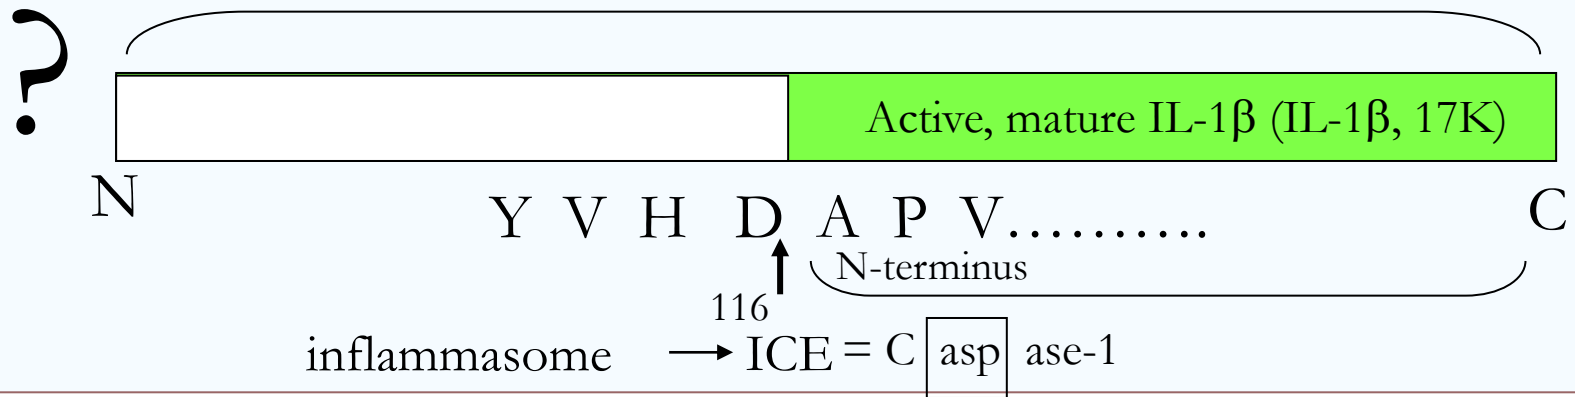 ?
Active, mature IL-1β (IL-1β, 17K)
N
C
Y V H D A P V..........
N-terminus
116
inflammasome → ICE = C asp ase-1